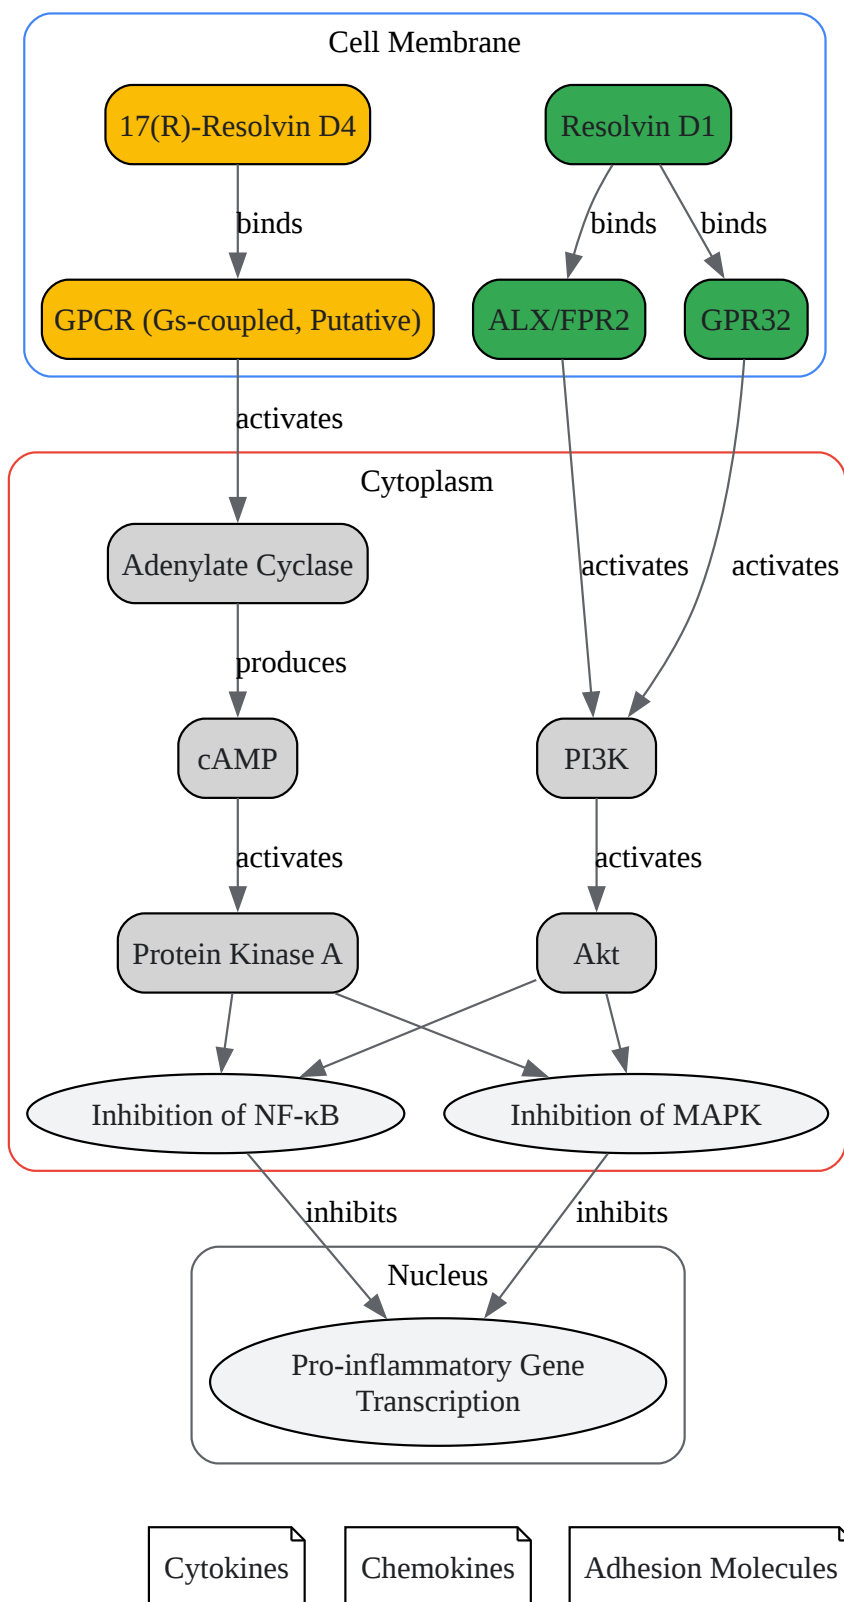 Cell Membrane
17(R)-Resolvin D4
Resolvin D1
binds
binds
binds
GPCR (Gs-coupled, Putative)
ALX/FPR2
GPR32
activates
Cytoplasm
Adenylate Cyclase
activates
activates
produces
cAMP
PI3K
activates
activates
Protein Kinase A
Akt
Inhibition of NF-κB
Inhibition of MAPK
inhibits
inhibits
Nucleus
Pro-inflammatory Gene
Transcription
Cytokines
Chemokines
Adhesion Molecules